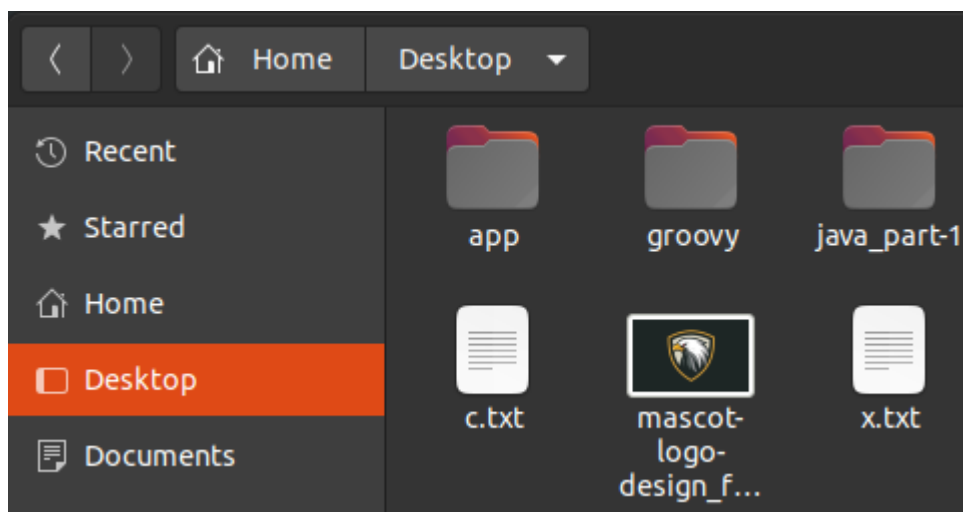 Home Desktop
Recent
Starred
Home
Desktop
Documents
app groovy java_part-1
c.txt mascot- x.txt
logo-
design_f...